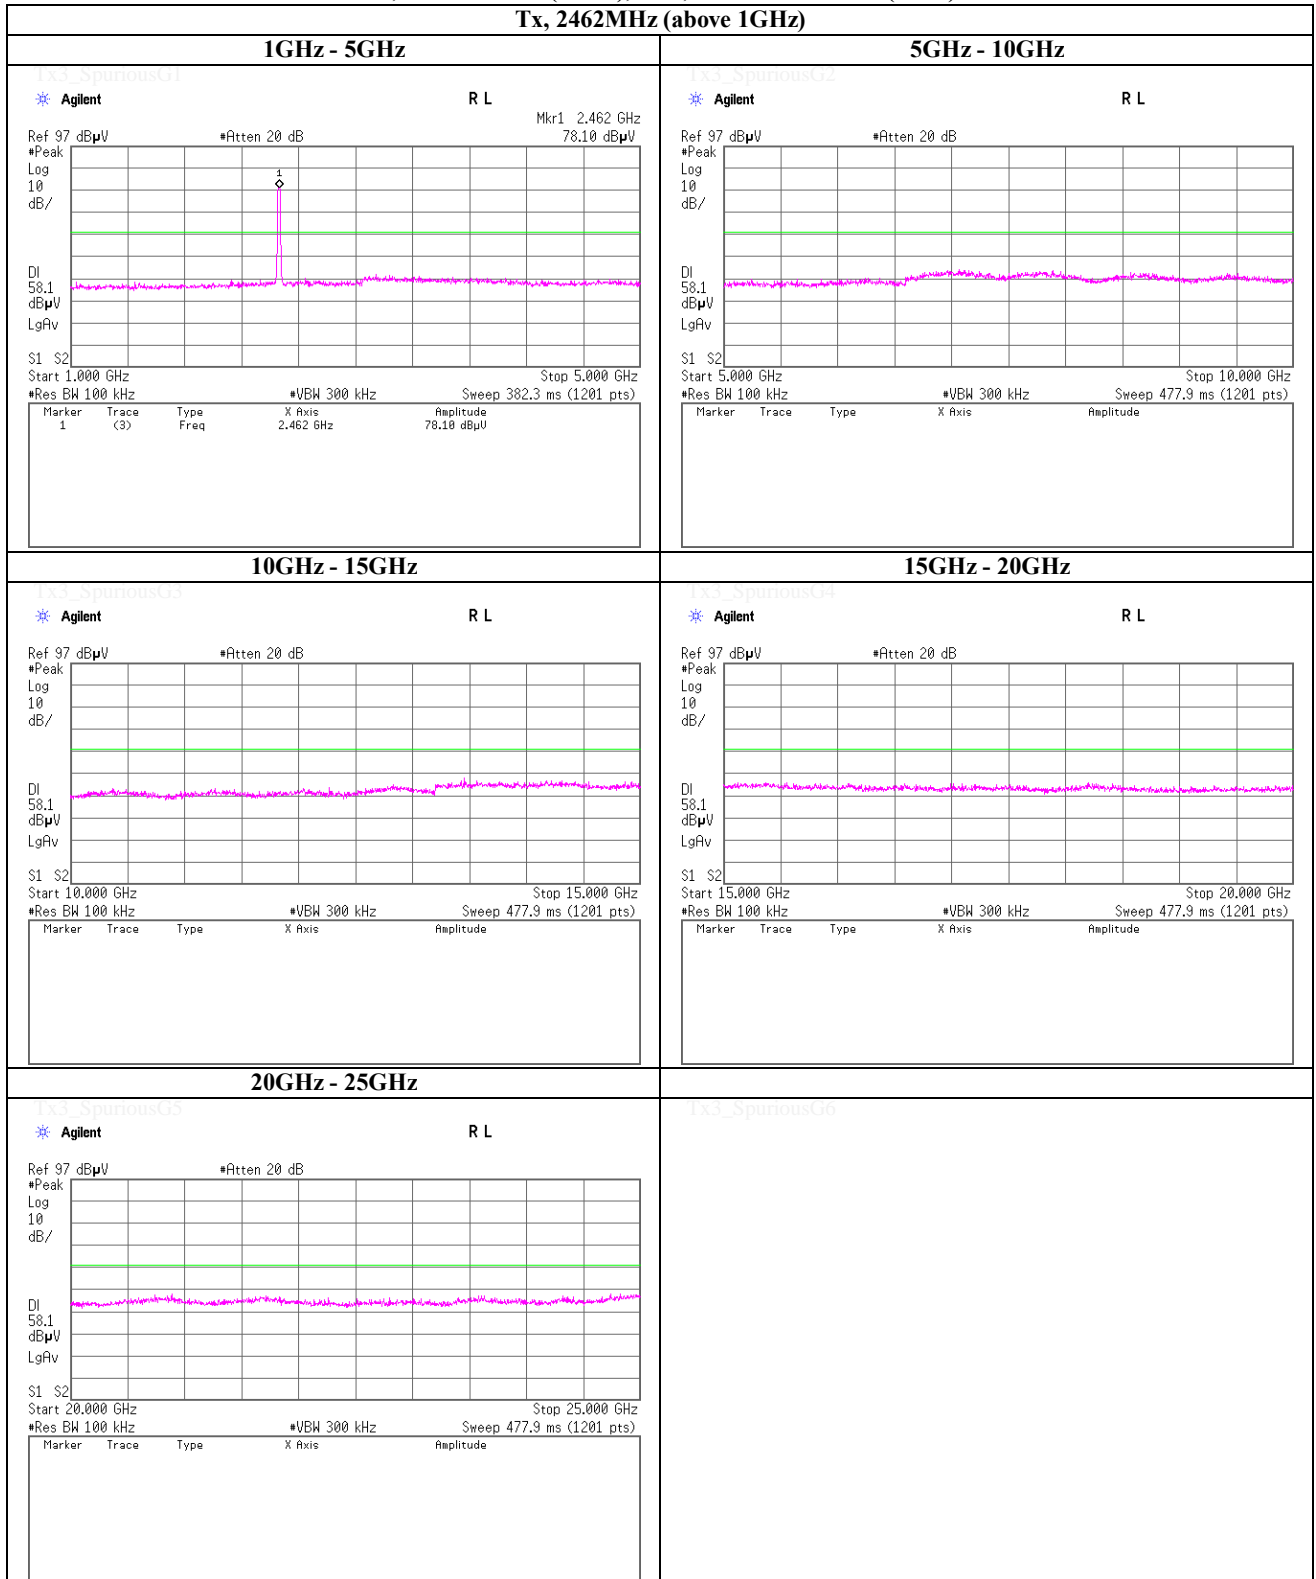 Tx, 2462MHz (above 1GHz)
1GHz - 5GHz
Tx3_SpuriousG1
Agilent R L
Mkr1 2.462 GHz
Ref 97 dBµV #Atten 20 dB 78.10 dBµV
#Peak
Log
10
dB/
1
DI
58.1
dBµV
LgAv
S1 S2
Start 1.000 GHz Stop 5.000 GHz
#Res BW 100 kHz #VBW 300 kHz Sweep 382.3 ms (1201 pts)
Marker Trace Type X Axis Amplitude
1 (3) Freq 2.462 GHz 78.10 dBµV
5GHz - 10GHz
Tx3_SpuriousG2
Agilent R L
Ref 97 dBµV #Atten 20 dB
#Peak
Log
10
dB/
DI
58.1
dBµV
LgAv
S1 S2
Start 5.000 GHz Stop 10.000 GHz
#Res BW 100 kHz #VBW 300 kHz Sweep 477.9 ms (1201 pts)
Marker Trace Type X Axis Amplitude
10GHz - 15GHz
Tx3_SpuriousG3
Agilent R L
Ref 97 dBµV #Atten 20 dB
#Peak
Log
10
dB/
DI
58.1
dBµV
LgAv
S1 S2
Start 10.000 GHz Stop 15.000 GHz
#Res BW 100 kHz #VBW 300 kHz Sweep 477.9 ms (1201 pts)
Marker Trace Type X Axis Amplitude
15GHz - 20GHz
Tx3_SpuriousG4
Agilent R L
Ref 97 dBµV #Atten 20 dB
#Peak
Log
10
dB/
DI
58.1
dBµV
LgAv
S1 S2
Start 15.000 GHz Stop 20.000 GHz
#Res BW 100 kHz #VBW 300 kHz Sweep 477.9 ms (1201 pts)
Marker Trace Type X Axis Amplitude
20GHz - 25GHz
Tx3_SpuriousG5
Agilent R L
Ref 97 dBµV #Atten 20 dB
#Peak
Log
10
dB/
DI
58.1
dBµV
LgAv
S1 S2
Start 20.000 GHz Stop 25.000 GHz
#Res BW 100 kHz #VBW 300 kHz Sweep 477.9 ms (1201 pts)
Marker Trace Type X Axis Amplitude
Tx3_SpuriousG6